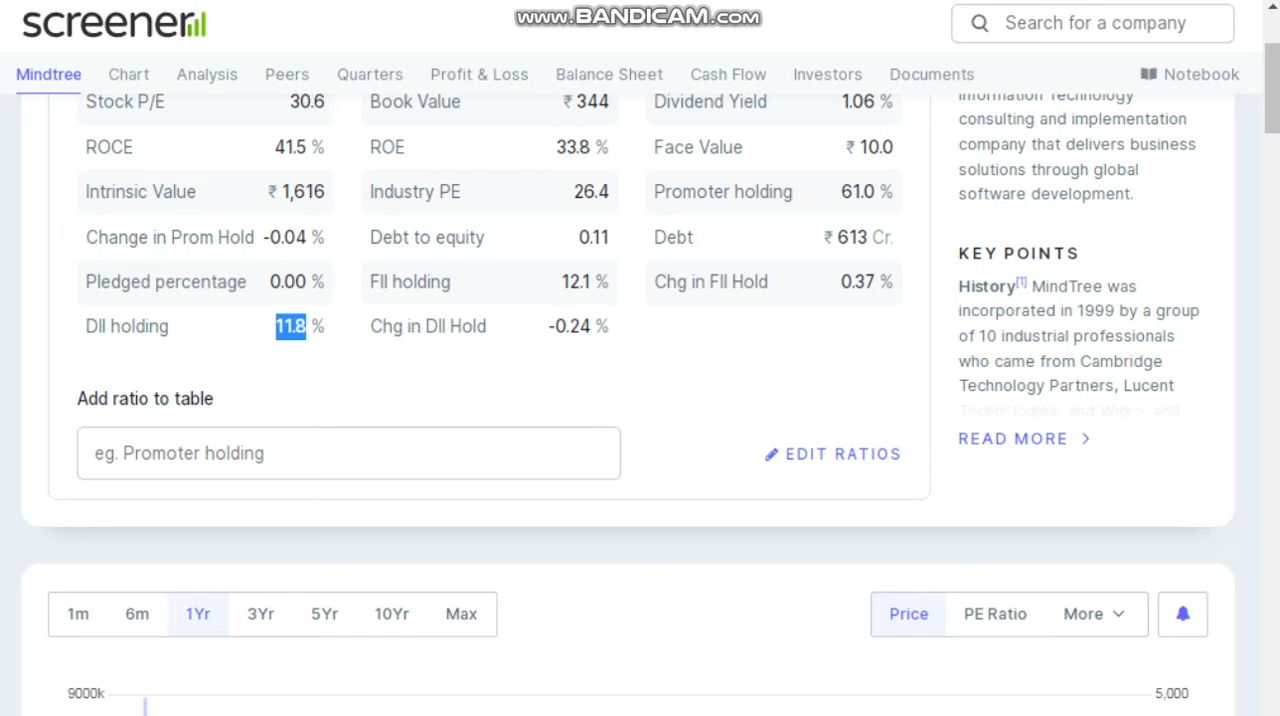 screener
www.BANDICAM.com
Search for a company
Mindtree Chart Analysis Peers Quarters Profit & Loss Balance Sheet Cash Flow Investors Documents Notebook
Stock P/E 30.6 Book Value ₹ 344 Dividend Yield 1.06 %
ROCE 41.5 % ROE 33.8 % Face Value ₹ 10.0
Intrinsic Value ₹ 1,616 Industry PE 26.4 Promoter holding 61.0 %
Change in Prom Hold -0.04 % Debt to equity 0.11 Debt ₹ 613 Cr.
Pledged percentage 0.00 % FII holding 12.1 % Chg in FII Hold 0.37 %
DII holding 11.8 % Chg in DII Hold -0.24 %
Add ratio to table
eg. Promoter holding
EDIT RATIOS
Information Technology
consulting and implementation
company that delivers business
solutions through global
software development.
KEY POINTS
History[1] MindTree was
incorporated in 1999 by a group
of 10 industrial professionals
who came from Cambridge
Technology Partners, Lucent
Technologies, and Wipro, and
READ MORE
1m 6m 1Yr 3Yr 5Yr 10Yr Max
Price PE Ratio More
9000k 5,000